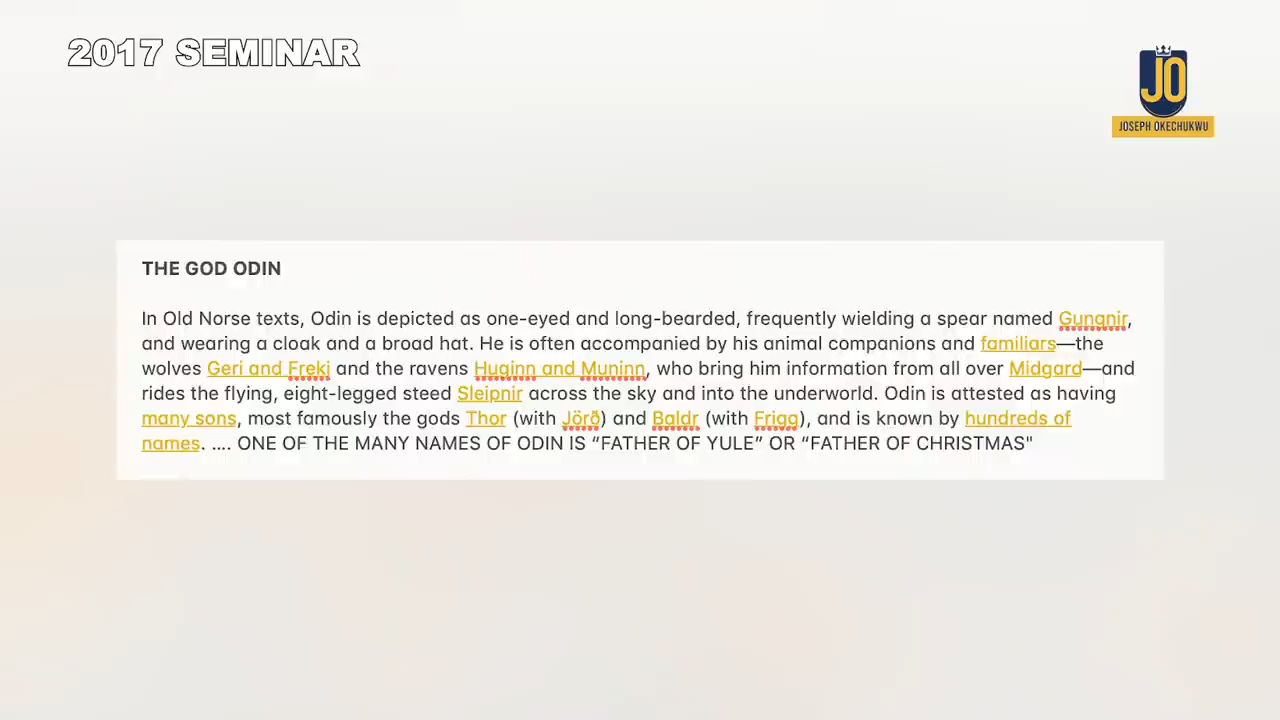 2017 SEMINAR
JO
JOSEPH OKECHUKWU
THE GOD ODIN
In Old Norse texts, Odin is depicted as one-eyed and long-bearded, frequently wielding a spear named Gungnir,
and wearing a cloak and a broad hat. He is often accompanied by his animal companions and familiars—the
wolves Geri and Freki and the ravens Huginn and Muninn, who bring him information from all over Midgard—and
rides the flying, eight-legged steed Sleipnir across the sky and into the underworld. Odin is attested as having
many sons, most famously the gods Thor (with Jörð) and Baldr (with Frigg), and is known by hundreds of
names. .... ONE OF THE MANY NAMES OF ODIN IS “FATHER OF YULE” OR “FATHER OF CHRISTMAS"